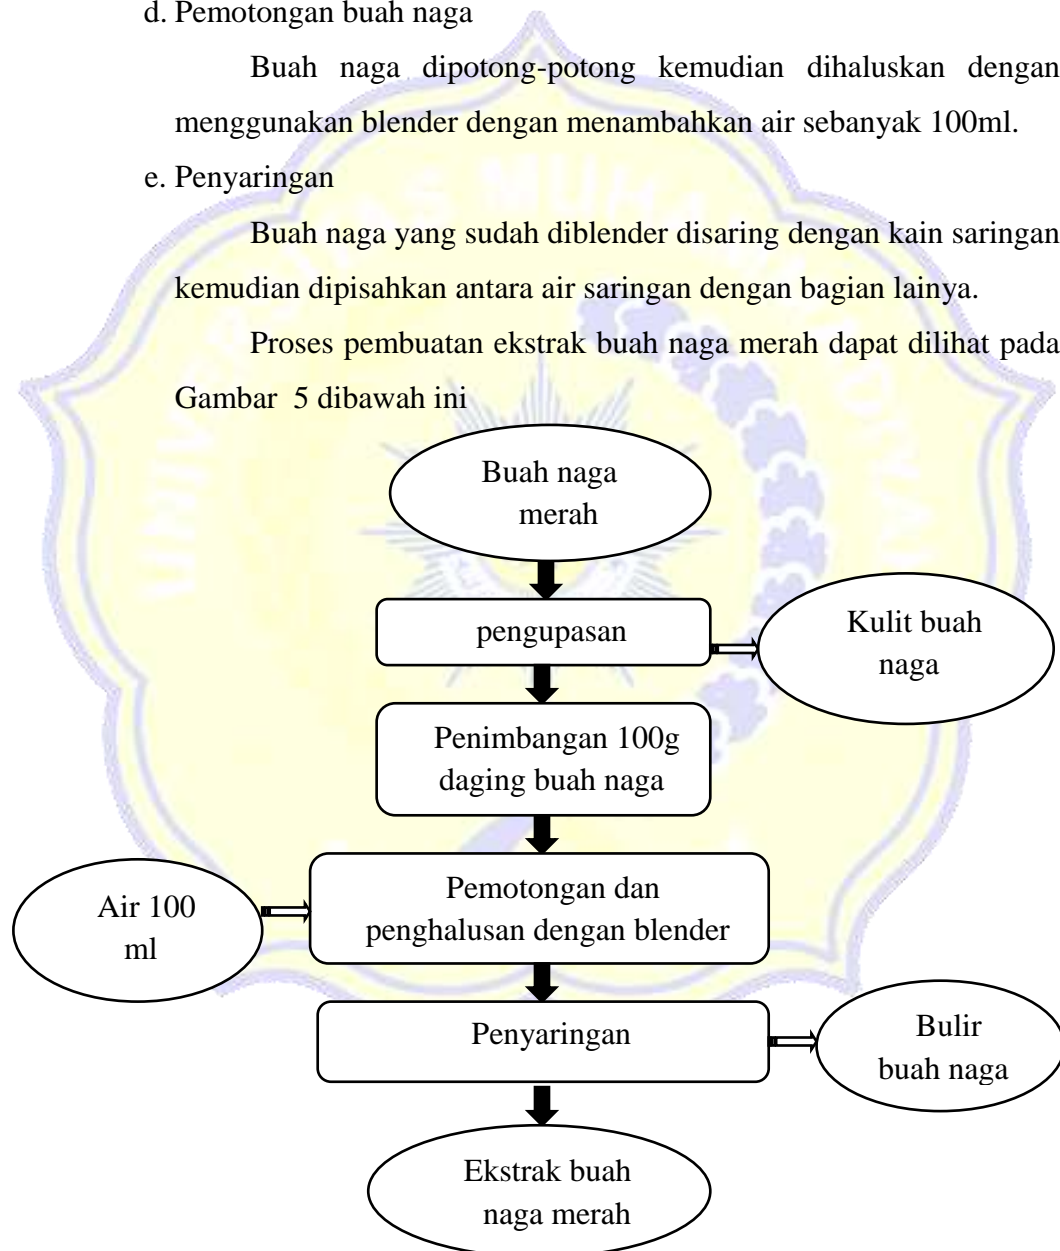 d. Pemotongan buah naga
Buah naga dipotong-potong kemudian dihaluskan dengan
menggunakan blender dengan menambahkan air sebanyak 100ml.
e. Penyaringan
Buah naga yang sudah diblender disaring dengan kain saringan
kemudian dipisahkan antara air saringan dengan bagian lainya.
Proses pembuatan ekstrak buah naga merah dapat dilihat pada
Gambar 5 dibawah ini
Buah naga
merah
pengupasan
Kulit buah
naga
Penimbangan 100g
daging buah naga
Air 100
ml
Pemotongan dan
penghalusan dengan blender
Penyaringan
Bulir
buah naga
Ekstrak buah
naga merah